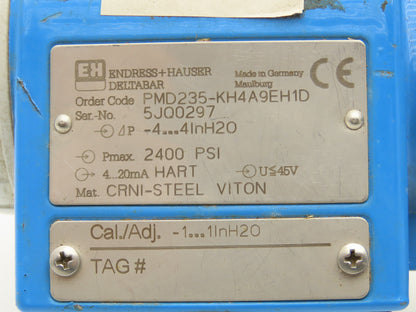 EH ENDRESS+HAUSER Made in Germany
DELTABAR Maulburg CE
Order Code PMD235-KH4A9EH1D
Ser.-No. 5J00297
ΔP -4...4InH2O
Pmax. 2400 PSI
4...20mA HART U≦45V
Mat. CRNI-STEEL VITON
Cal./Adj. -1...1InH2O
TAG #